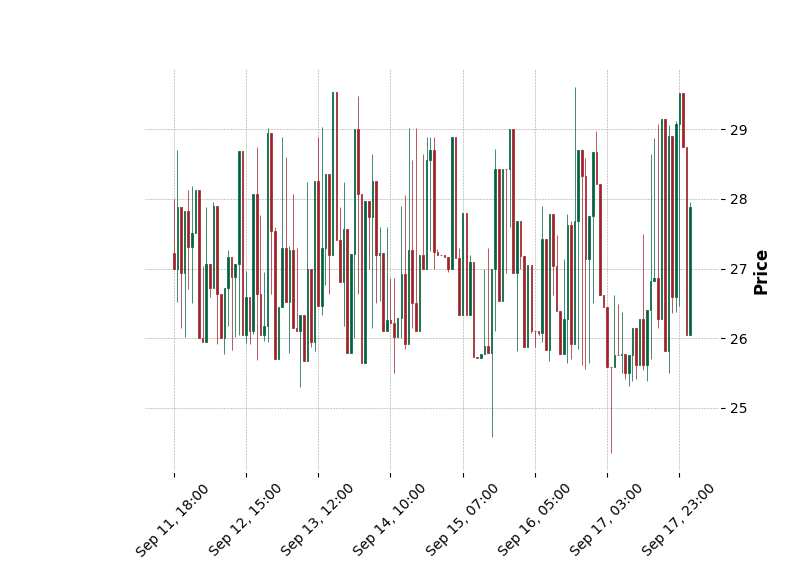 29
28
27
26
25
Price
Sep 11, 18:00
Sep 12, 15:00
Sep 13, 12:00
Sep 14, 10:00
Sep 15, 07:00
Sep 16, 05:00
Sep 17, 03:00
Sep 17, 23:00